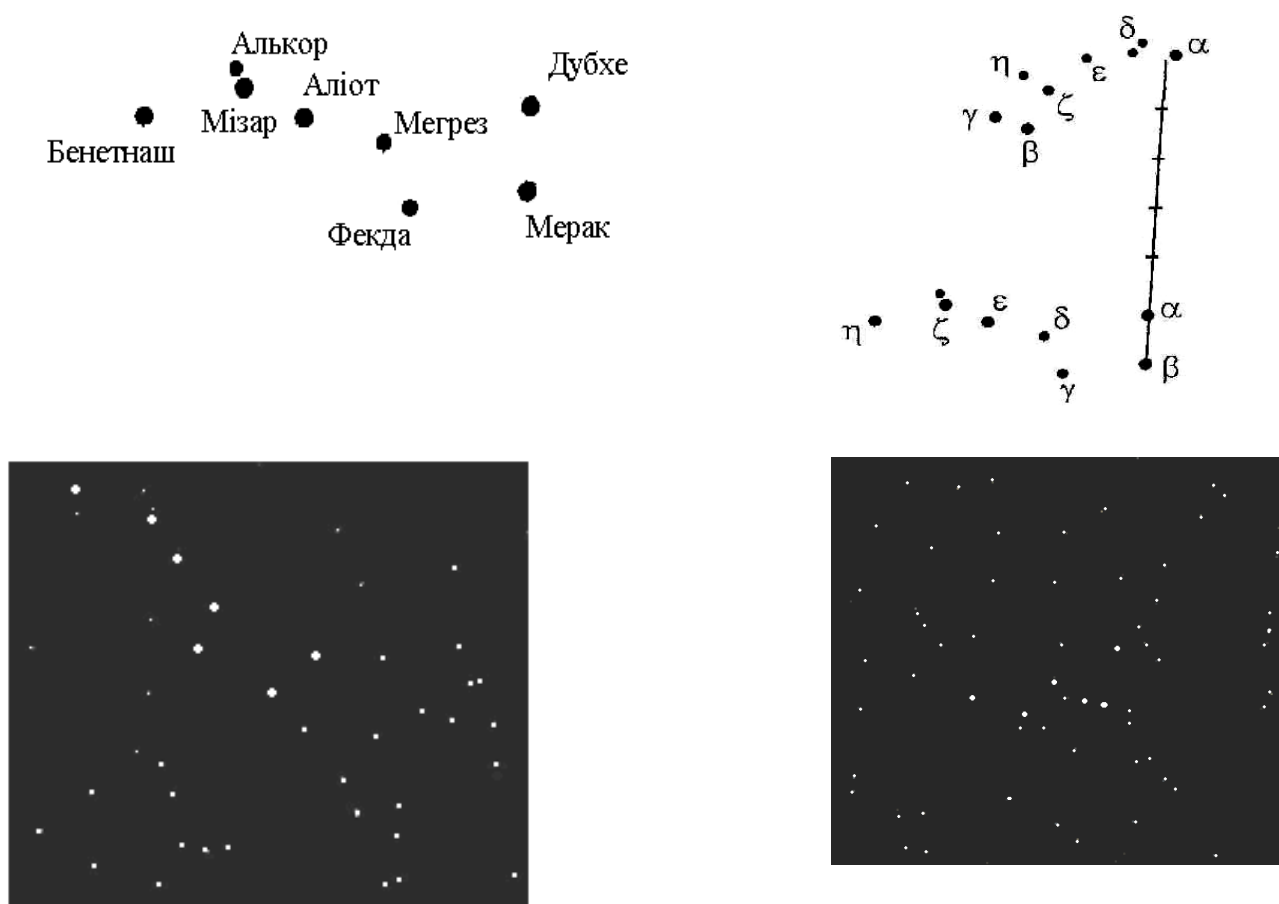 Алькор
Дубхе
Аліот
Мізар
Мегрез
Бенетнаш
Фекда
Мерак
δ
α
η
ε
ζ
γ
β
ε
α
η
ζ
δ
β
γ